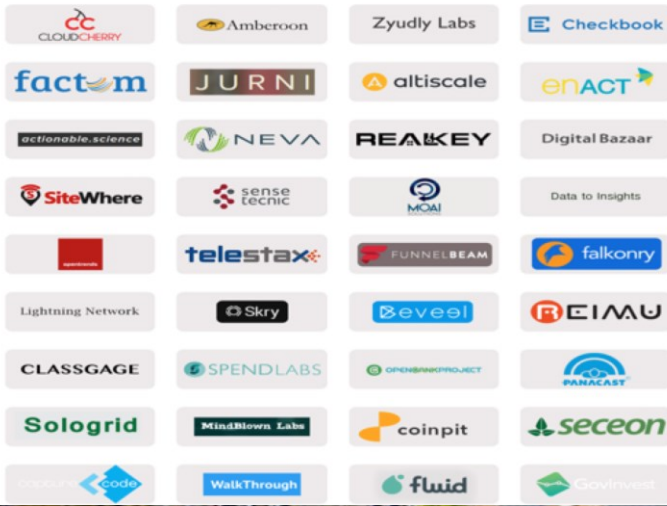 CC
CLOUDCHERRY
Amberoon
Zyudly Labs
Checkbook
factom
JURNI
altiscale
enACT
actionable.science
NEVA
REALKEY
Digital Bazaar
S
SiteWhere
sense
tecnic
MOAI
Data to Insights
opentrends
telestax
FUNNELBEAM
falkonry
Lightning Network
Skry
Beveel
REIMU
CLASSGAGE
SPENDLABS
OPENBANKPROJECT
PANACAST
Sologrid
MindBlown Labs
coinpit
seceon
code
WalkThrough
fluid
GovInvest